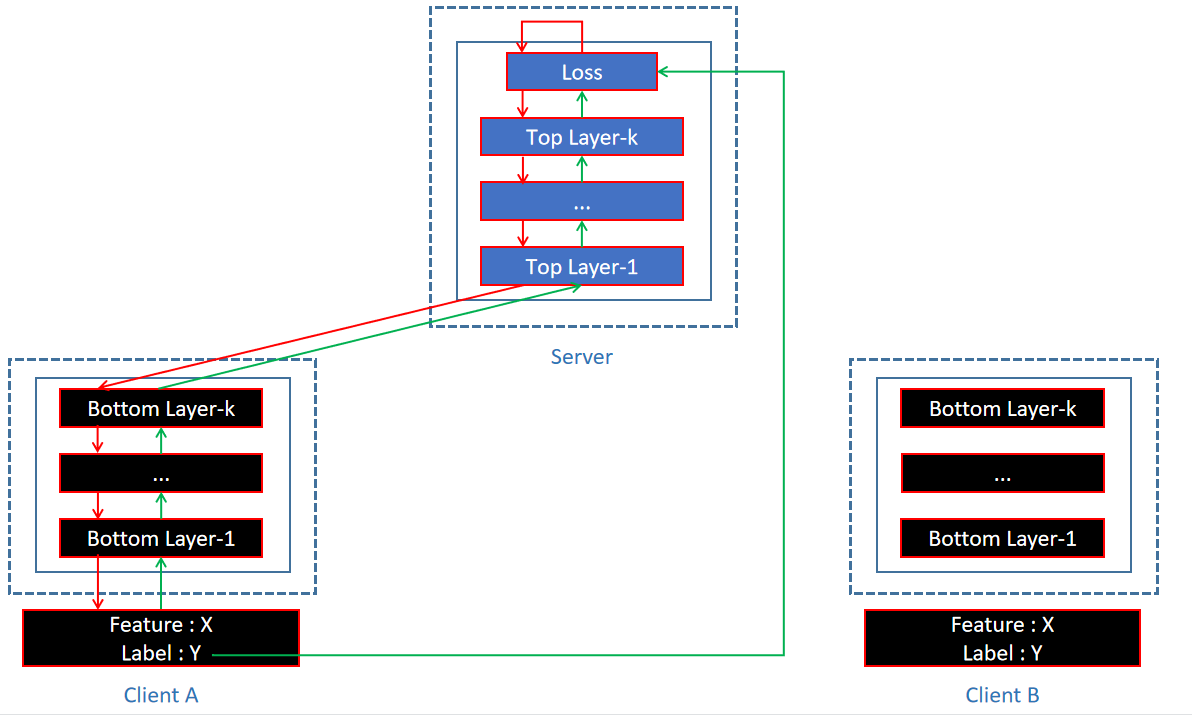 Loss
Top Layer-k
...
Top Layer-1
Server
Bottom Layer-k
...
Bottom Layer-1
Feature : X
Label : Y
Client A
Bottom Layer-k
...
Bottom Layer-1
Feature : X
Label : Y
Client B